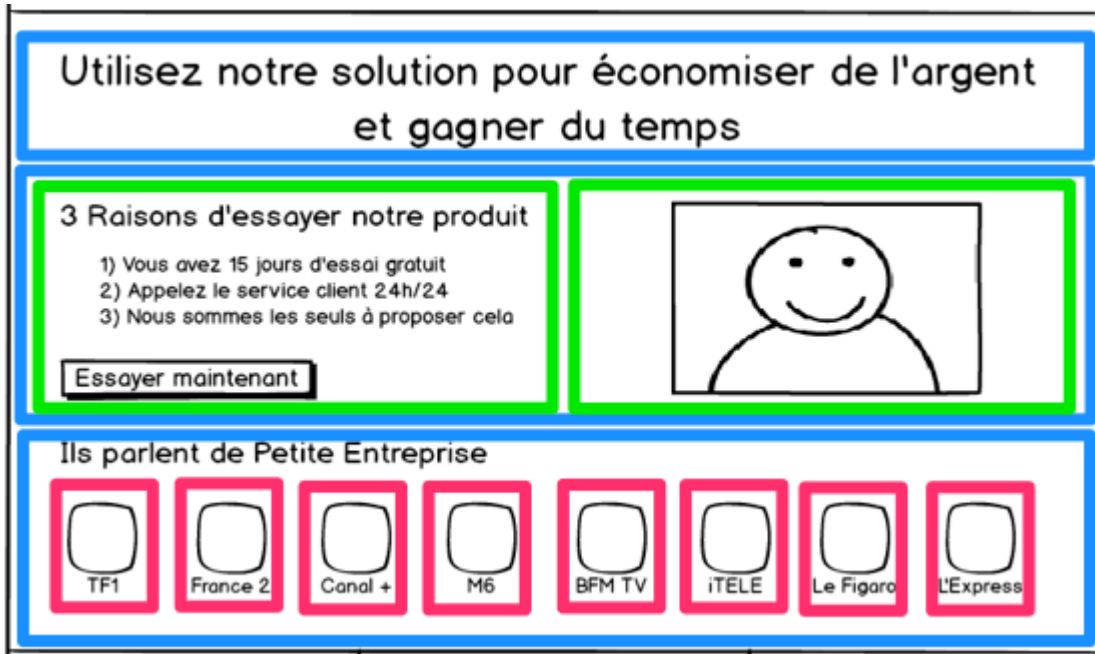 Utilisez notre solution pour économiser de l'argent
et gagner du temps
3 Raisons d'essayer notre produit
1) Vous avez 15 jours d'essai gratuit
2) Appelez le service client 24h/24
3) Nous sommes les seuls à proposer cela
Essayer maintenant
Ils parlent de Petite Entreprise
TF1 France 2 Canal + M6 BFM TV iTELE Le Figaro L'Express